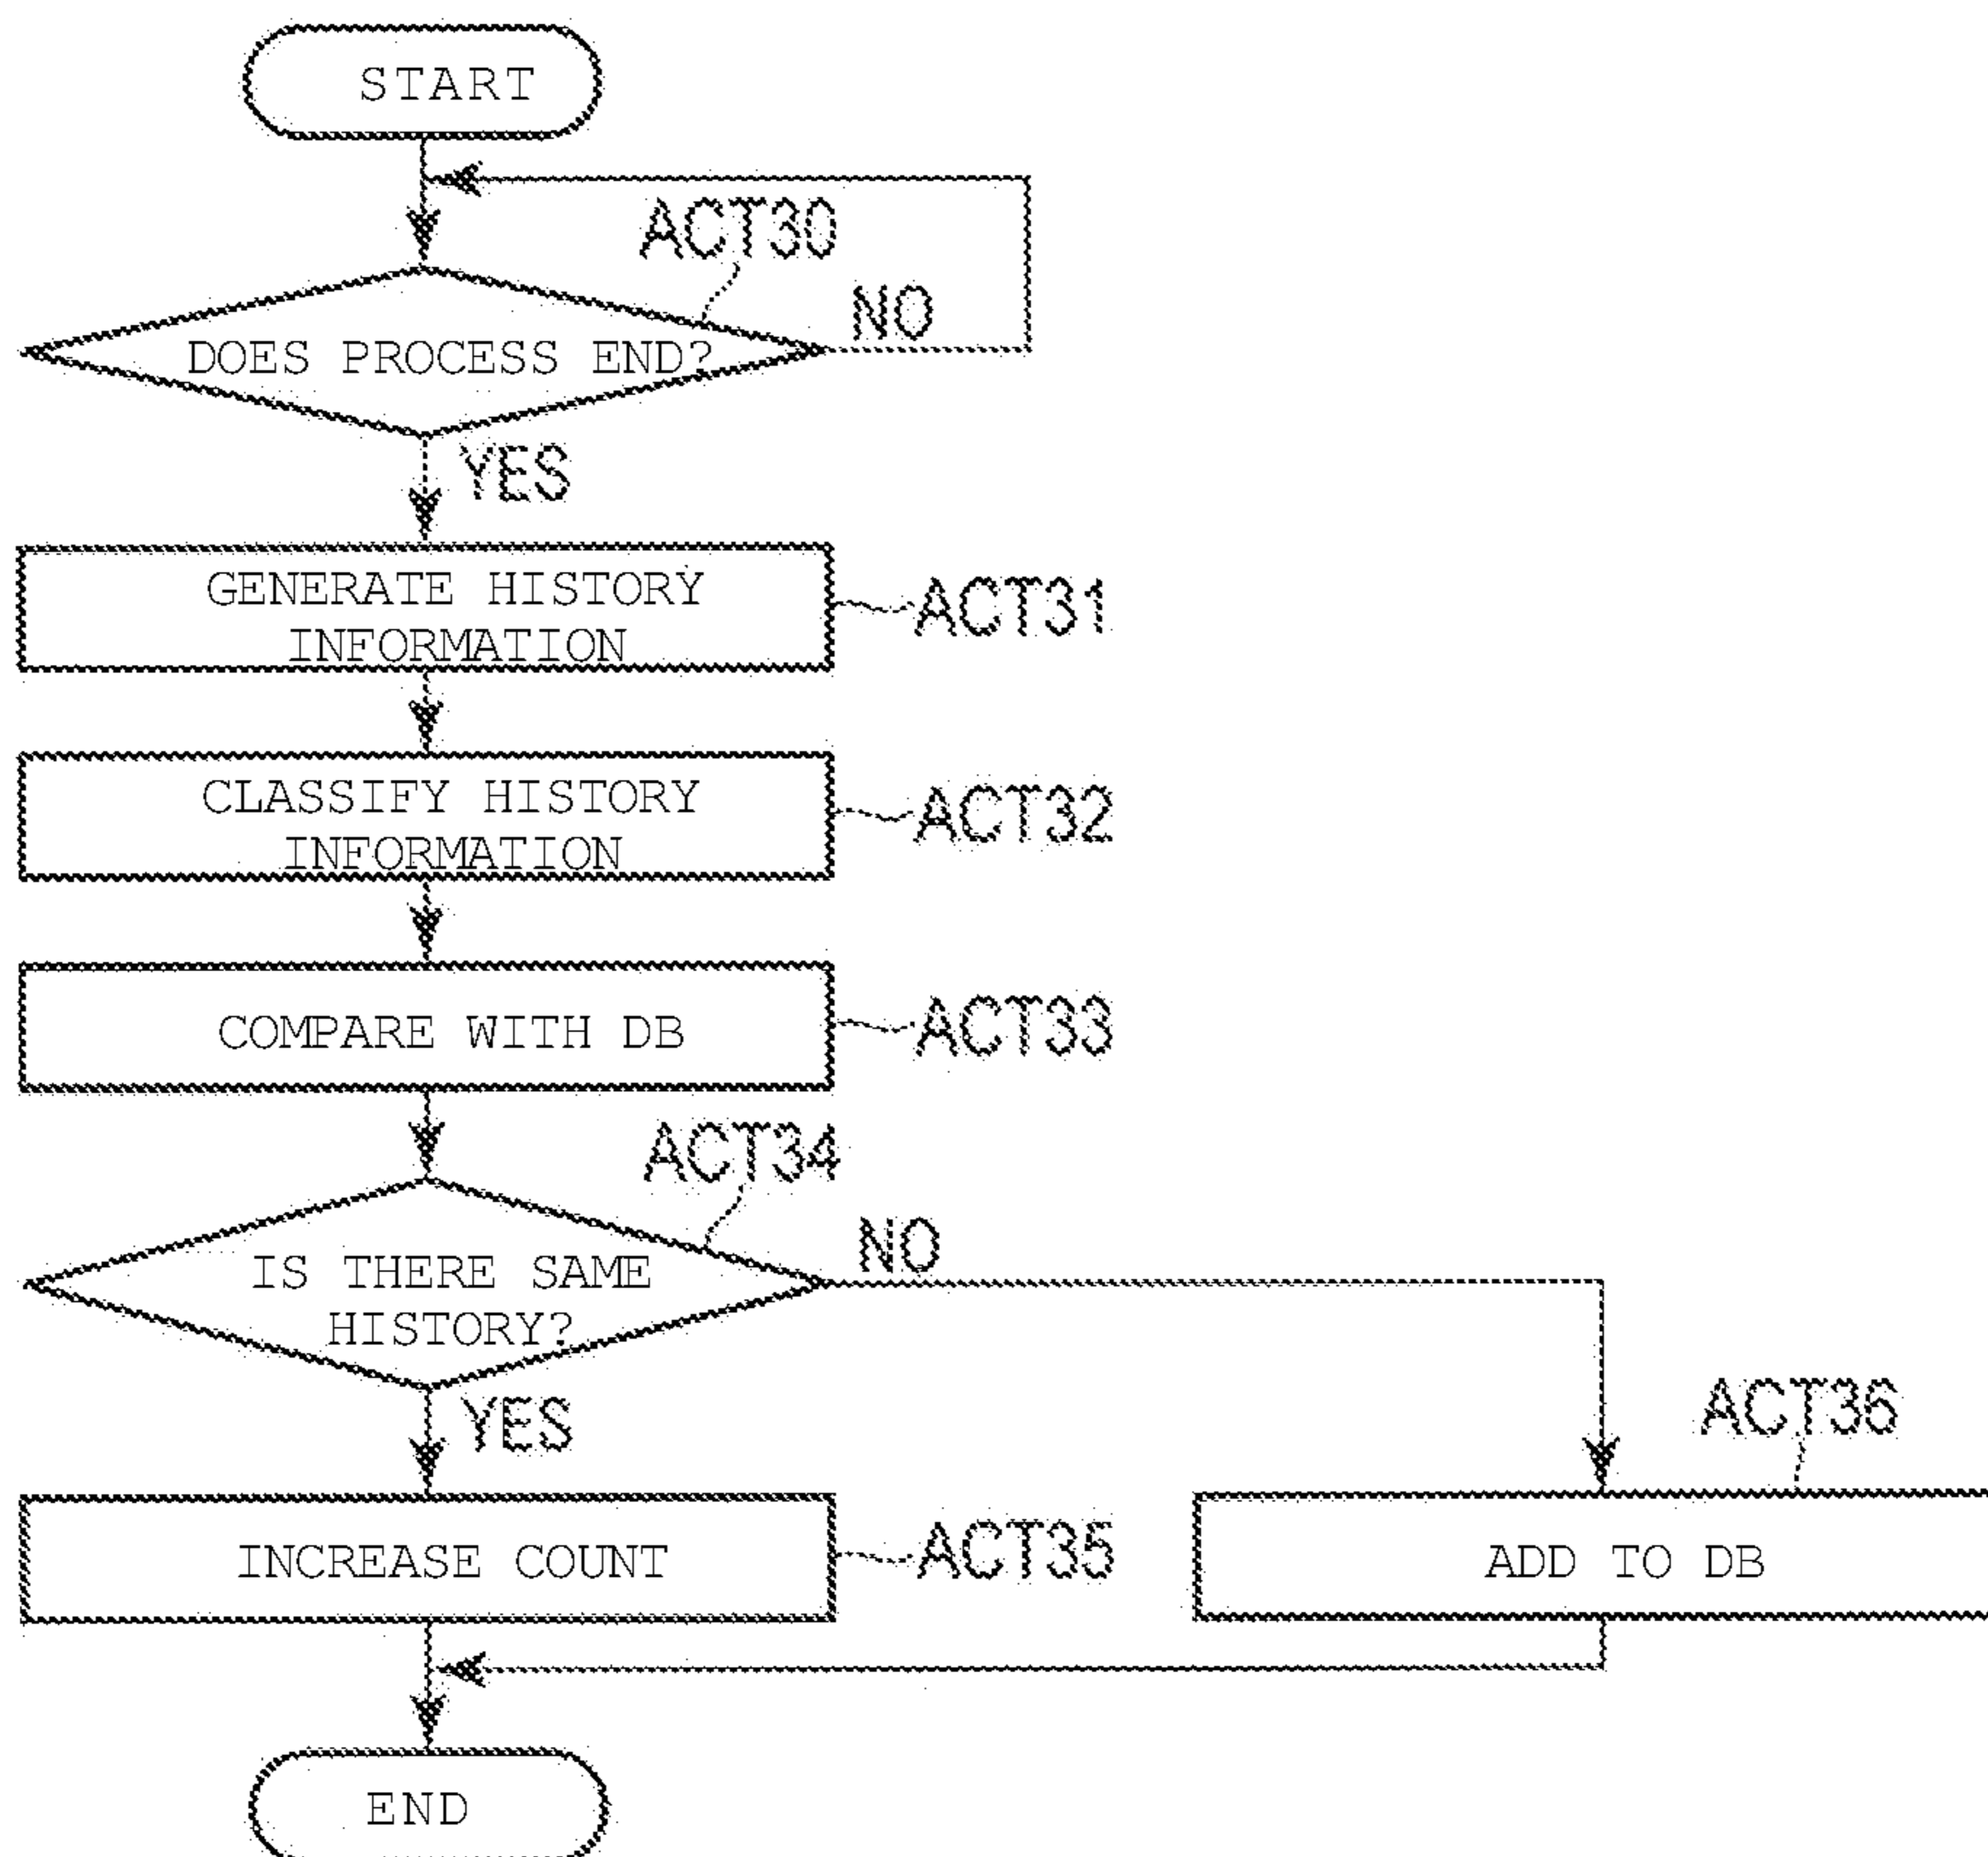 START
ACT30
NO
DOES PROCESS END?
YES
GENERATE HISTORY
INFORMATION
ACT31
CLASSIFY HISTORY
INFORMATION
ACT32
COMPARE WITH DB
ACT33
ACT34
NO
IS THERE SAME
HISTORY?
YES
ACT36
INCREASE COUNT
ACT35
ADD TO DB
END